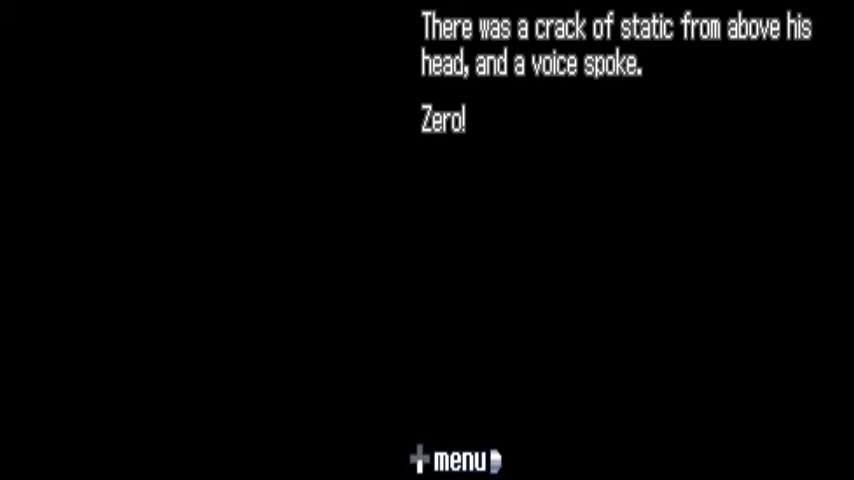 There was a crack of static from above his
head, and a voice spoke.
Zero!
menu